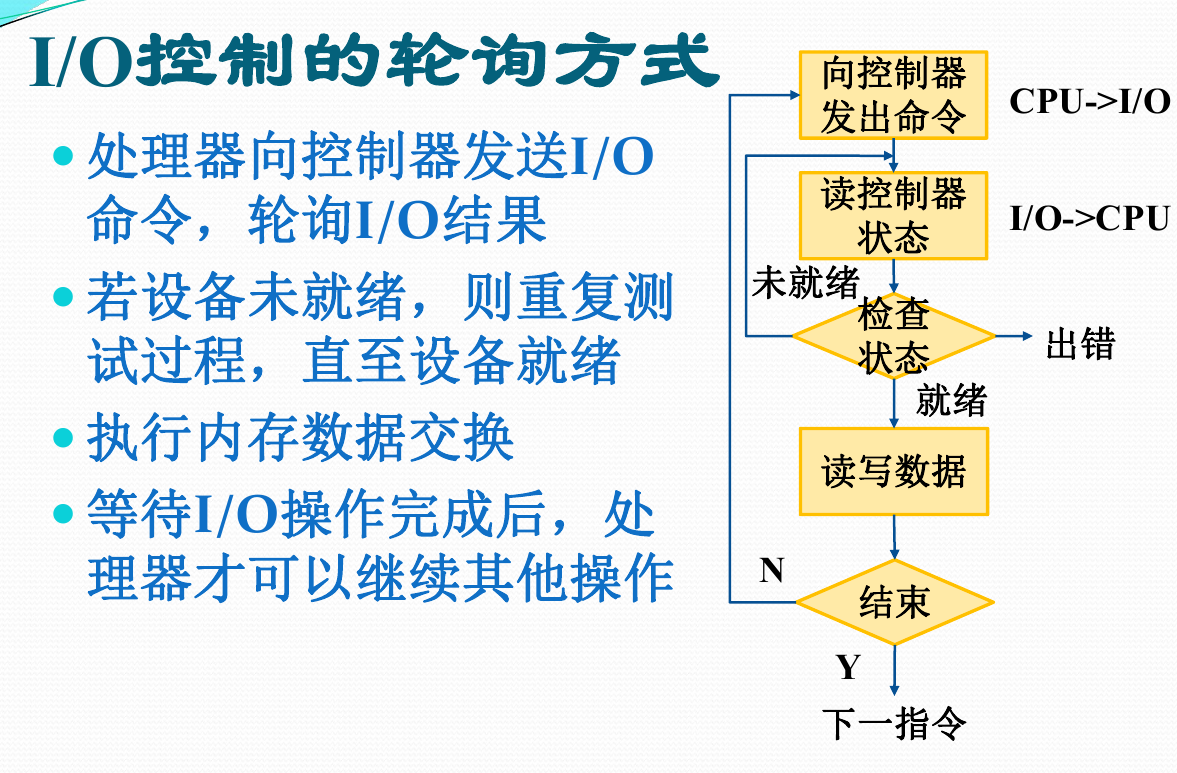 I/O控制的轮询方式
处理器向控制器发送I/O
命令，轮询I/O结果
若设备未就绪，则重复测
试过程，直至设备就绪
执行内存数据交换
等待I/O操作完成后，处
理器才可以继续其他操作
向控制器
发出命令
CPU->I/O
读控制器
状态
I/O->CPU
未就绪
检查
状态
出错
就绪
读写数据
N
结束
Y
下一指令